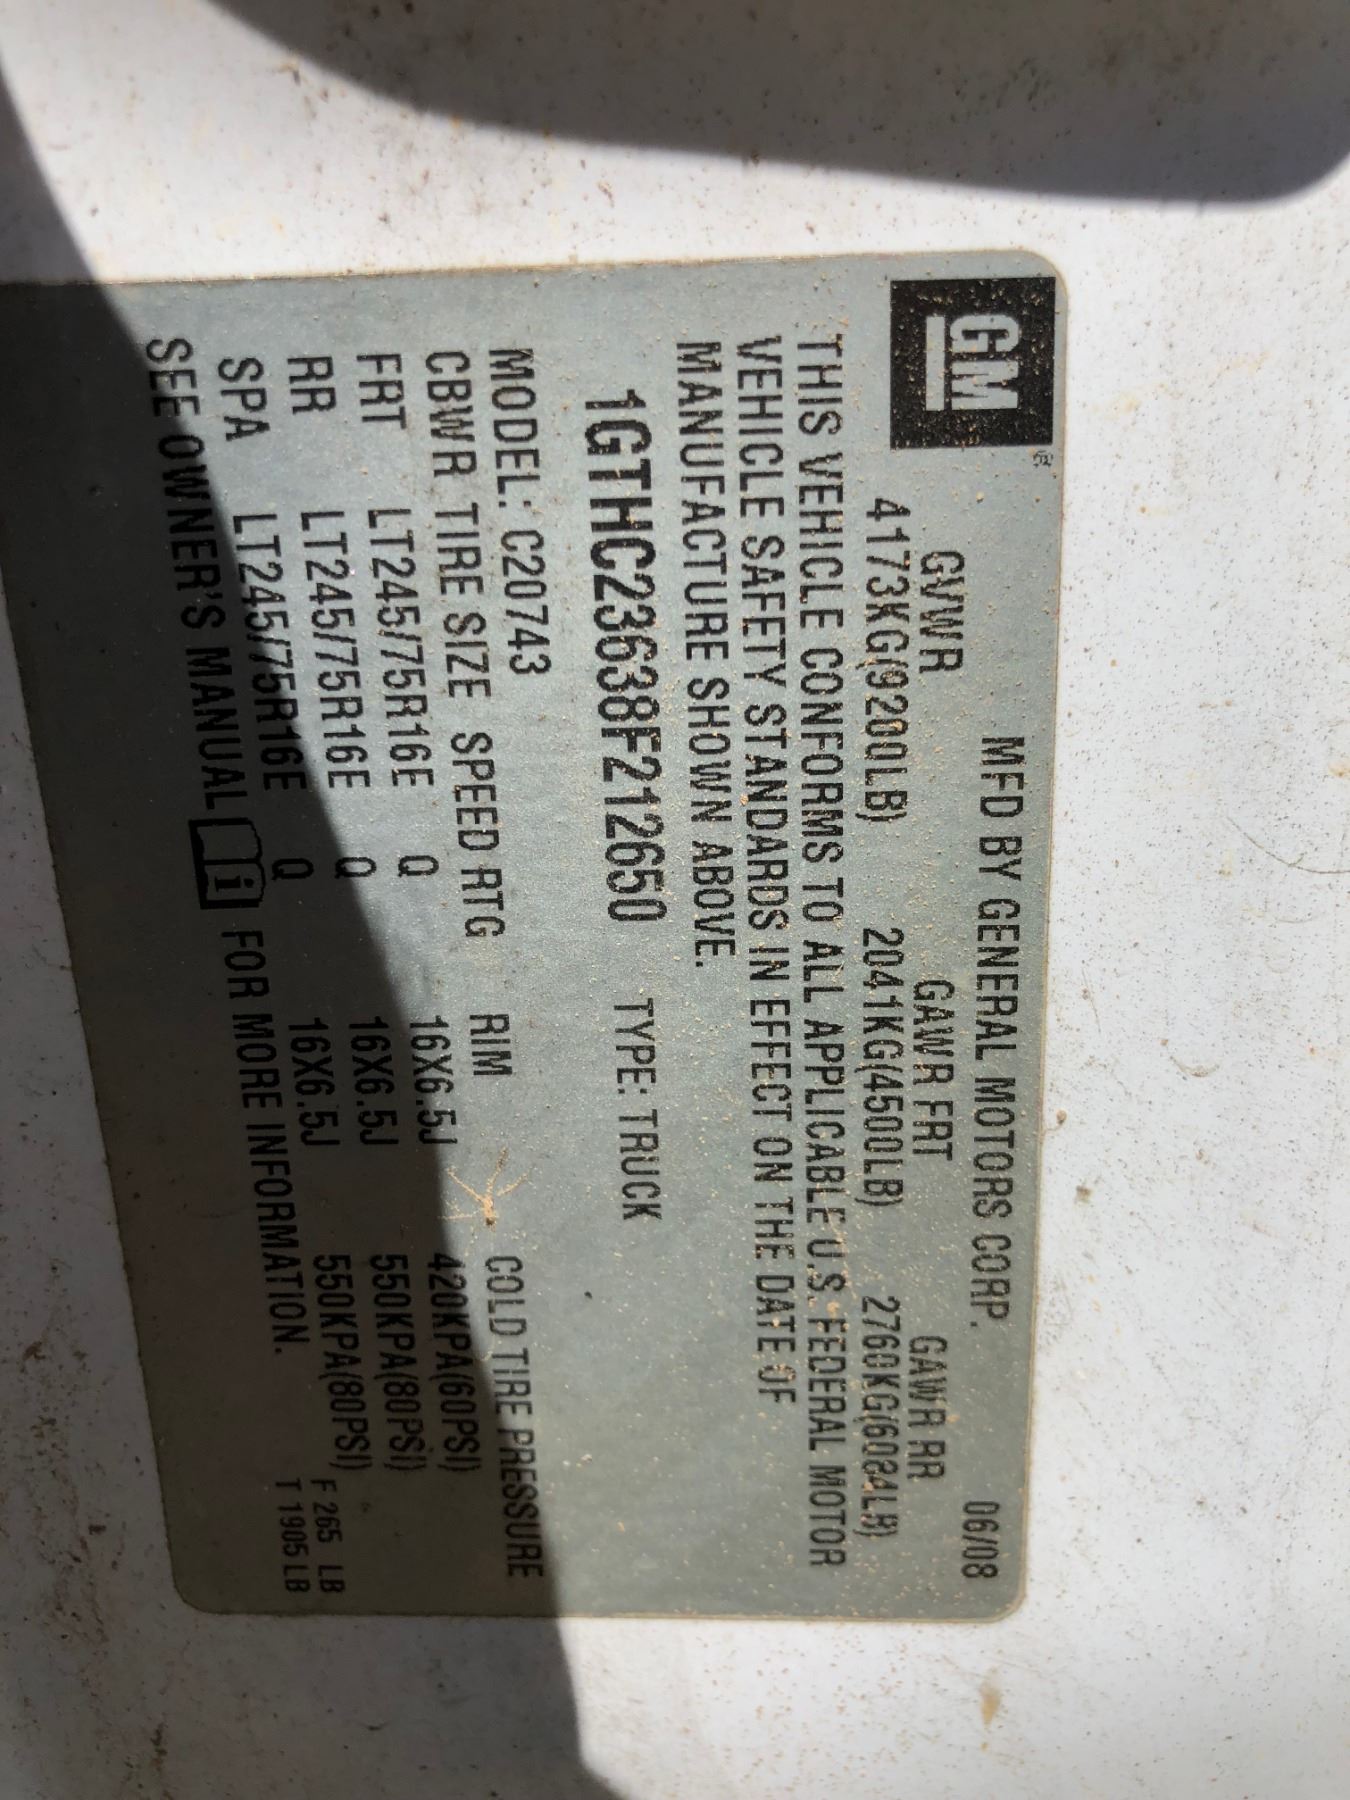 GM®
MFD BY GENERAL MOTORS CORP. 06/08
GVWR GAWR FRT GAWR RR
4173KG(9200LB) 2041KG(4500LB) 2760KG(6084LB)
THIS VEHICLE CONFORMS TO ALL APPLICABLE U.S. FEDERAL MOTOR
VEHICLE SAFETY STANDARDS IN EFFECT ON THE DATE OF
MANUFACTURE SHOWN ABOVE.
1GTHC23638F212650 TYPE: TRUCK
MODEL: C20743
CBWR TIRE SIZE SPEED RTG RIM COLD TIRE PRESSURE
FRT LT245/75R16E Q 16X6.5J 420KPA(60PSI)
RR LT245/75R16E Q 16X6.5J 550KPA(80PSI)
SPA LT245/75R16E Q 16X6.5J 550KPA(80PSI) F 265 LB
SEE OWNER'S MANUAL i FOR MORE INFORMATION. T 1905 LB